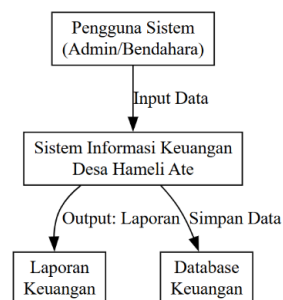 Pengguna Sistem
(Admin/Bendahara)
Input Data
Sistem Informasi Keuangan
Desa Hameli Ate
Output: Laporan
Simpan Data
Laporan
Keuangan
Database
Keuangan